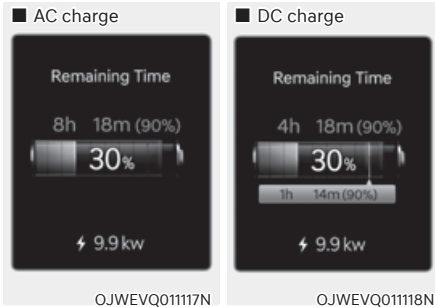 ■ AC charge
Remaining Time
8h 18m (90%)
30%
9.9 kw
OJWEVQ011117N
■ DC charge
Remaining Time
4h 18m (90%)
30%
1h 14m (90%)
9.9 kw
OJWEVQ011118N